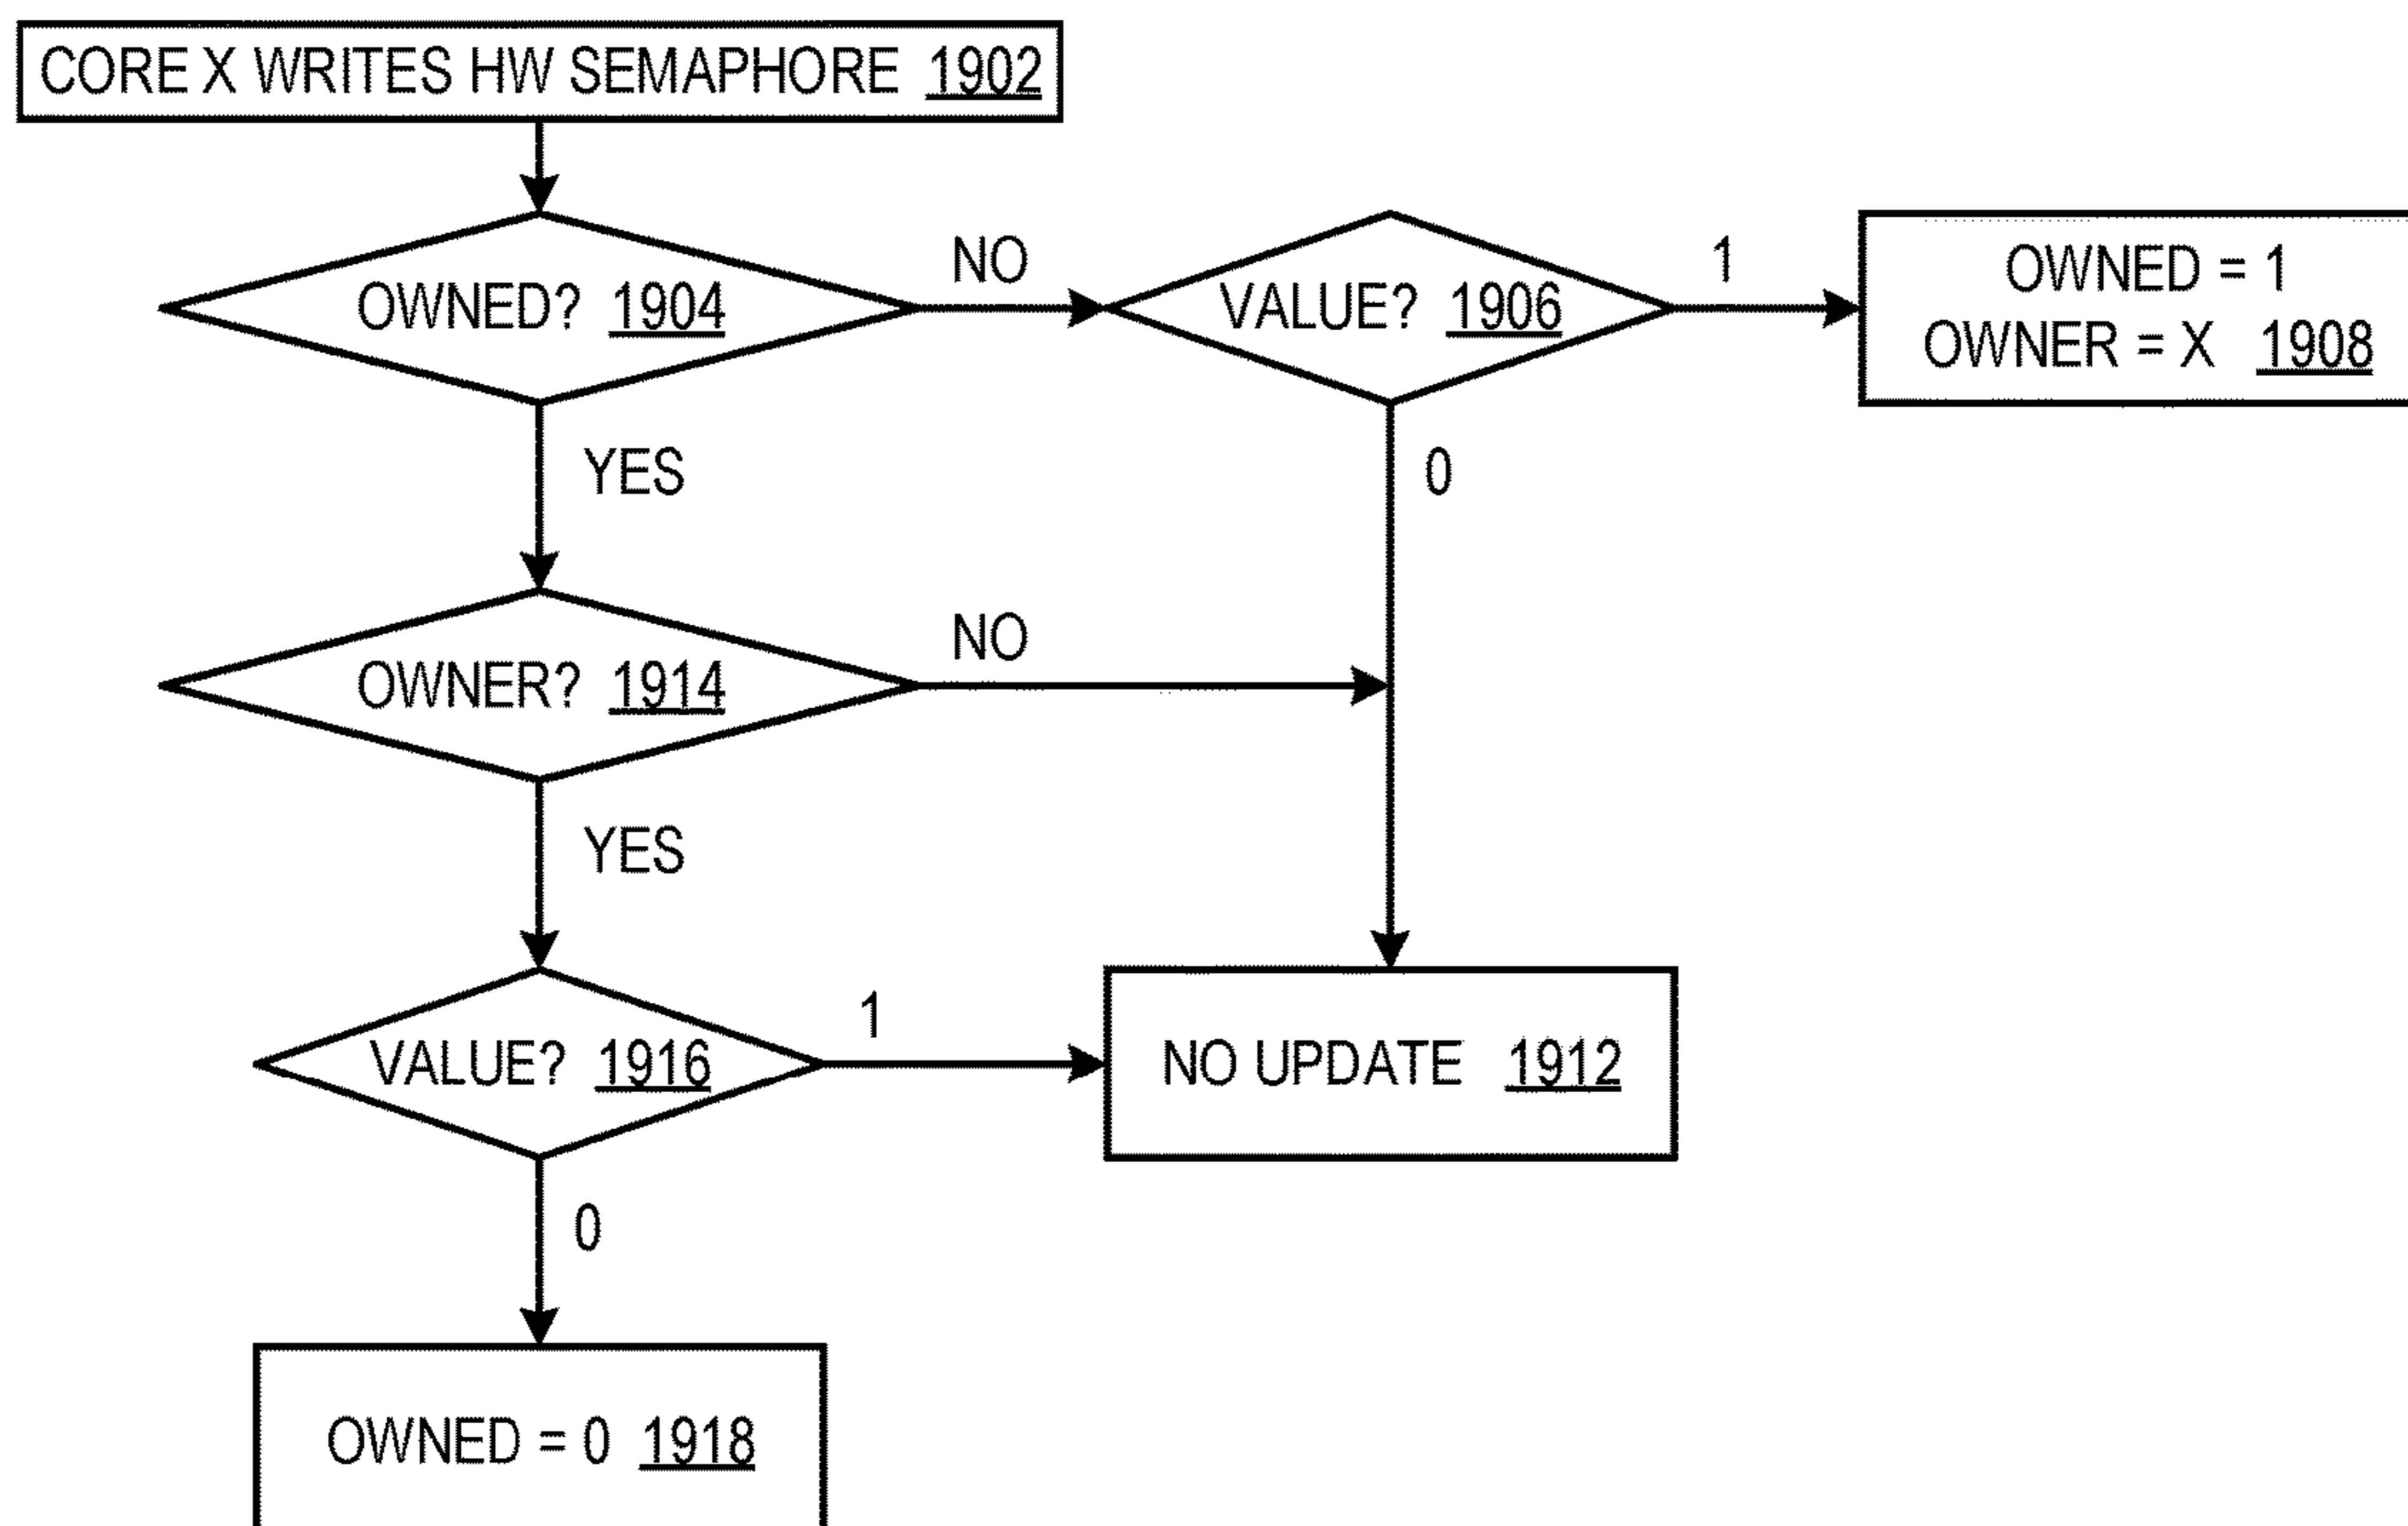 CORE X WRITES HW SEMAPHORE 1902
OWNED? 1904
NO
VALUE? 1906
1
OWNED = 1
OWNER = X 1908
YES
0
OWNER? 1914
NO
YES
VALUE? 1916
1
NO UPDATE 1912
0
OWNED = 0 1918